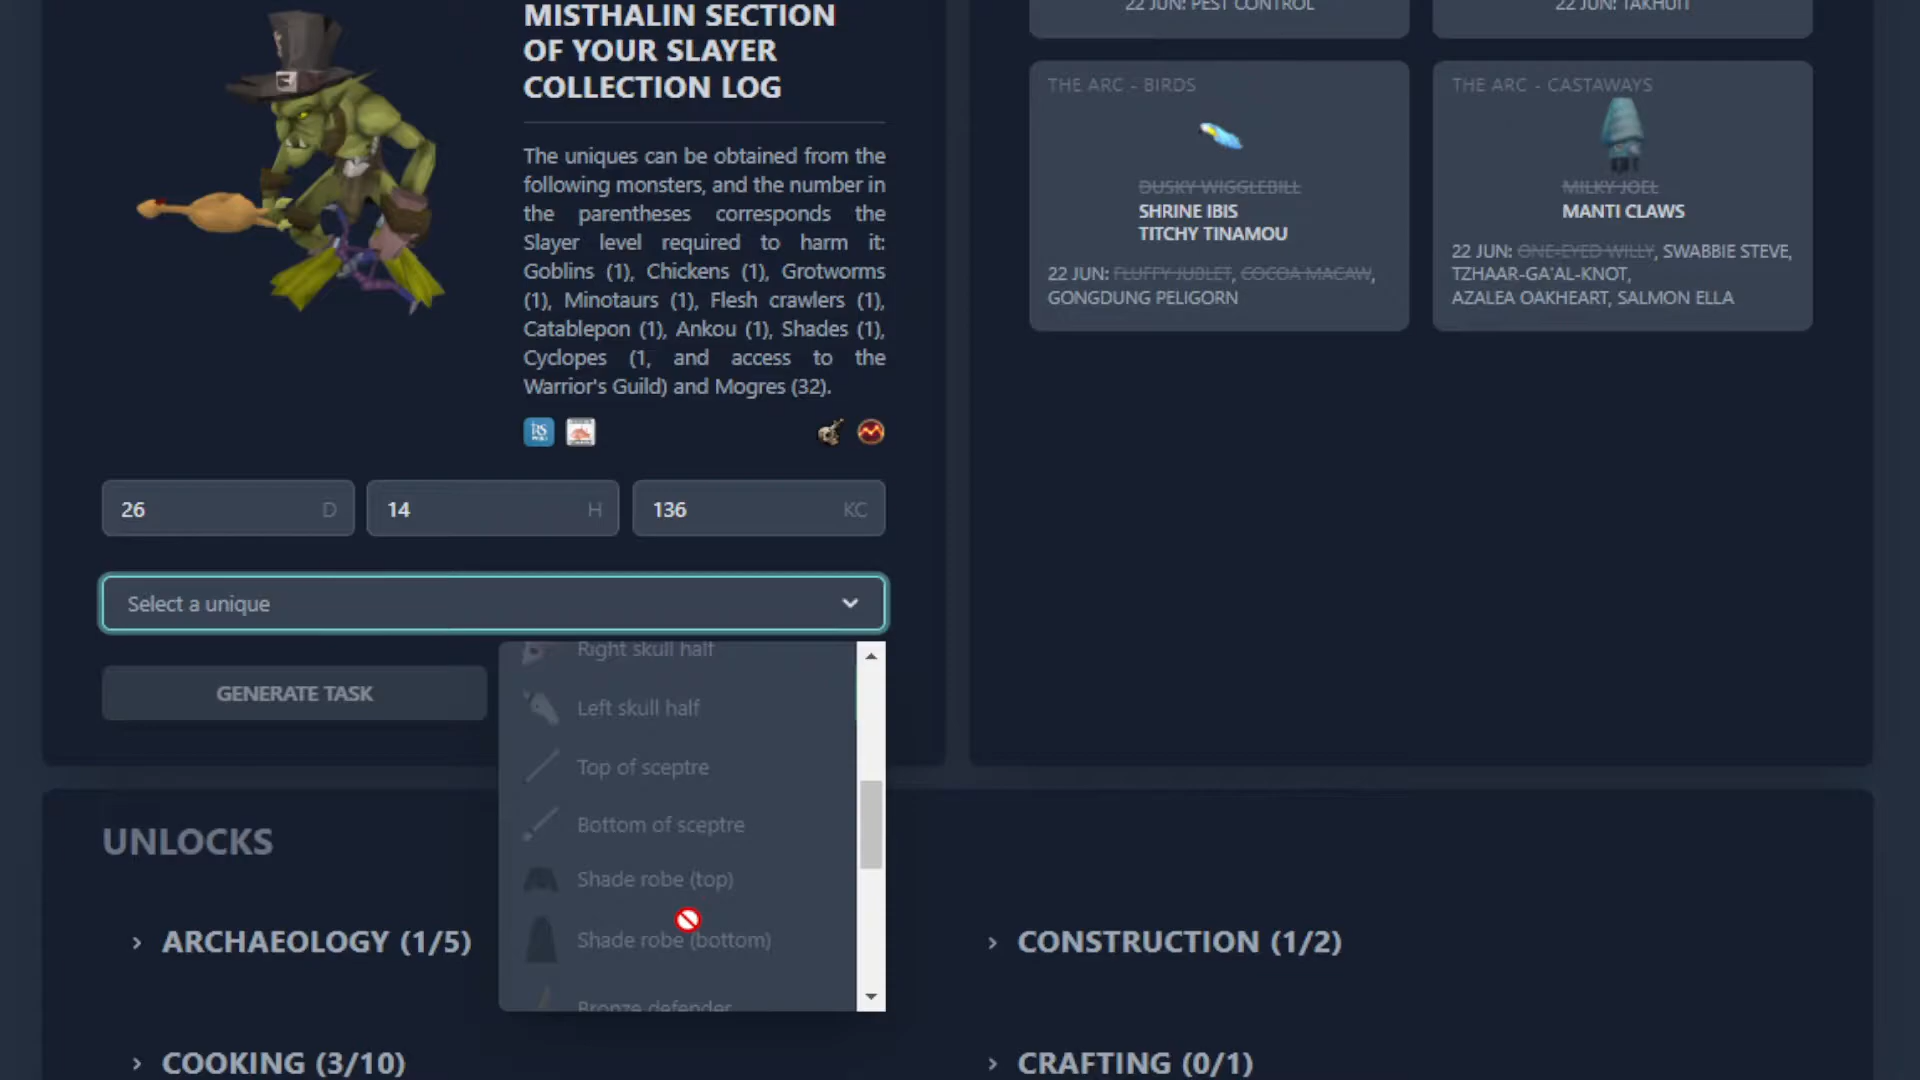 MISTHALIN SECTION
OF YOUR SLAYER
COLLECTION LOG
The uniques can be obtained from the
following monsters, and the number in
the parentheses corresponds the
Slayer level required to harm it:
Goblins (1), Chickens (1), Grotworms
(1), Minotaurs (1), Flesh crawlers (1),
Catablepon (1), Ankou (1), Shades (1),
Cyclopes (1, and access to the
Warrior's Guild) and Mogres (32).
RS
26 D
14 H
136 KC
Select a unique
Right skull half
Left skull half
Top of sceptre
Bottom of sceptre
Shade robe (top)
Shade robe (bottom)
Bronze defender
GENERATE TASK
22 JUN: PEST CONTROL
22 JUN: TAKHUIT
THE ARC - BIRDS
DUSKY WIGGLEBILL
SHRINE IBIS
TITCHY TINAMOU
22 JUN: FLUFFY JUBLET, COCOA MACAW,
GONGDUNG PELIGORN
THE ARC - CASTAWAYS
MILKY JOEL
MANTI CLAWS
22 JUN: ONE-EYED WILLY, SWABBIE STEVE,
TZHAAR-GA'AL-KNOT,
AZALEA OAKHEART, SALMON ELLA
UNLOCKS
ARCHAEOLOGY (1/5)
CONSTRUCTION (1/2)
COOKING (3/10)
CRAFTING (0/1)